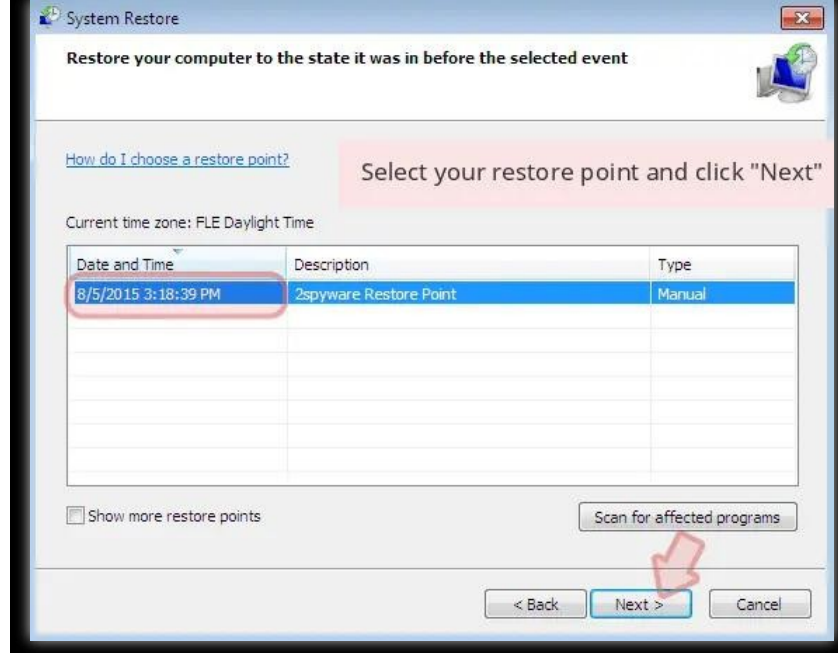 System Restore
Restore your computer to the state it was in before the selected event
How do I choose a restore point?
Select your restore point and click "Next"
Current time zone: FLE Daylight Time
Date and Time Description Type
8/5/2015 3:18:39 PM 2spyware Restore Point Manual
Show more restore points Scan for affected programs
< Back Next > Cancel